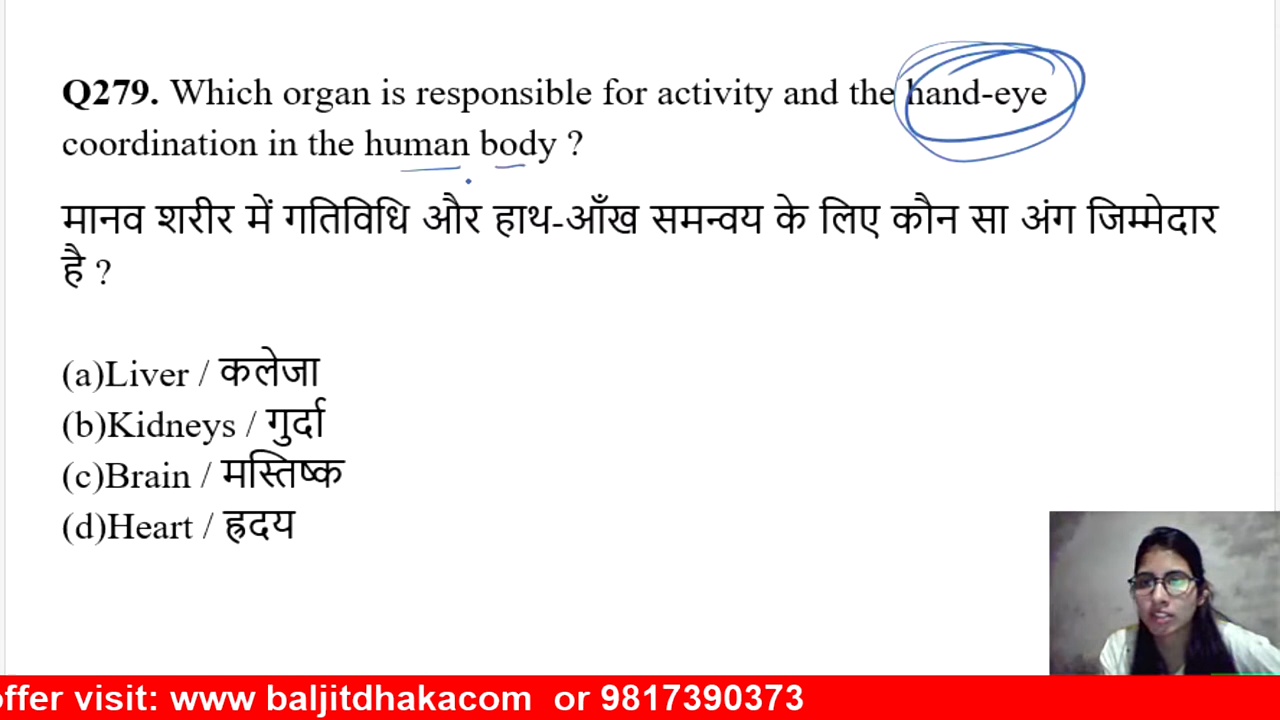 Q279. Which organ is responsible for activity and the hand-eye
coordination in the human body ?
मानव शरीर में गतिविधि और हाथ-आँख समन्वय के लिए कौन सा अंग जिम्मेदार
है ?
(a)Liver / कलेजा
(b)Kidneys / गुर्दा
(c)Brain / मस्तिष्क
(d)Heart / ह्रदय
offer visit: www baljitdhakacom or 9817390373